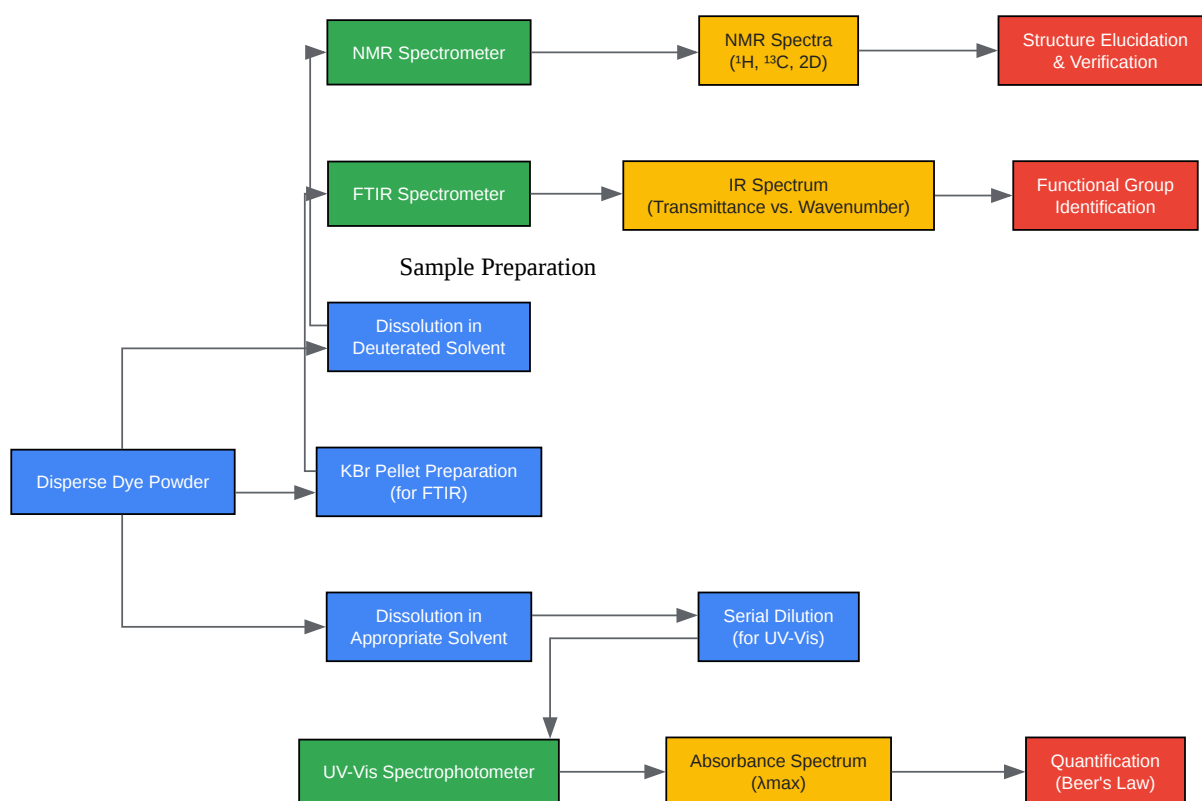 NMR Spectrometer
NMR Spectra
(¹H, ¹³C, 2D)
Structure Elucidation
& Verification
FTIR Spectrometer
IR Spectrum
(Transmittance vs. Wavenumber)
Functional Group
Identification
Sample Preparation
Dissolution in
Deuterated Solvent
Disperse Dye Powder
KBr Pellet Preparation
(for FTIR)
Dissolution in
Appropriate Solvent
Serial Dilution
(for UV-Vis)
UV-Vis Spectrophotometer
Absorbance Spectrum
(λmax)
Quantification
(Beer's Law)